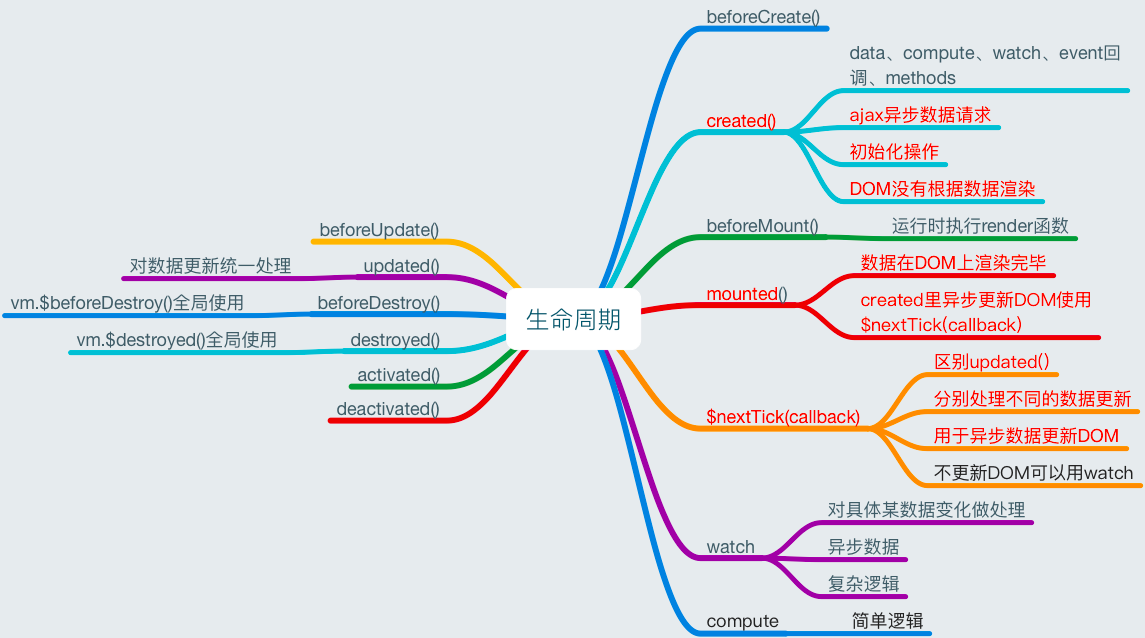 生命周期
beforeCreate()
created()
data、compute、watch、event回
调、methods
ajax异步数据请求
初始化操作
DOM没有根据数据渲染
beforeMount()
运行时执行render函数
mounted()
数据在DOM上渲染完毕
created里异步更新DOM使用
$nextTick(callback)
$nextTick(callback)
区别updated()
分别处理不同的数据更新
用于异步数据更新DOM
不更新DOM可以用watch
watch
对具体某数据变化做处理
异步数据
复杂逻辑
compute
简单逻辑
beforeUpdate()
updated()
对数据更新统一处理
beforeDestroy()
vm.$beforeDestroy()全局使用
destroyed()
vm.$destroyed()全局使用
activated()
deactivated()